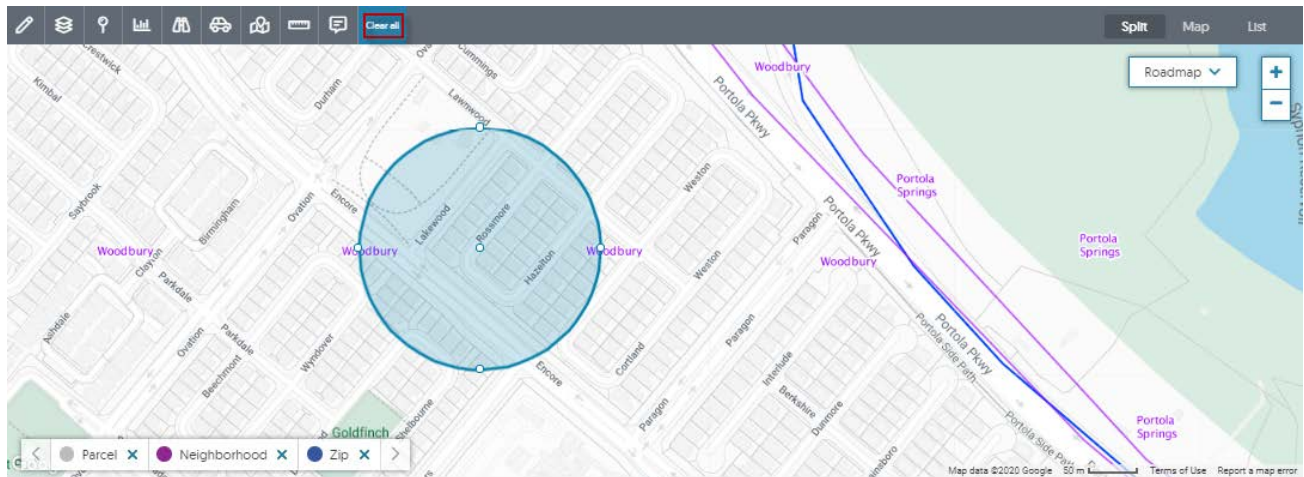 Clear all
Split
Map
List
Crestwick
Kimbal
Durham
Cummings
Lawnwood
Woodbury
Portola Pkwy
Roadmap
+
−
Saybrook
Birmingham
Ovation
Encore
Lakewood
Rossmore
Weston
Portola
Springs
Portola Pkwy
Paragon
Woodbury
Clayton
Woodbury
Woodbury
Hazelton
Weston
Woodbury
Portola
Springs
Parkdale
Ashdale
Ovation
Parkdale
Beechmont
Wyndover
Encore
Cortland
Paragon
Interlude
Berkshire
Dunmore
Portola Pkwy
Portola Side Path
Paragon
Shelbourne
Goldfinch
Portola Side Path
Portola
Springs
Parcel
Neighborhood
Zip
Map data ©2020 Google
50 m
Terms of Use
Report a map error